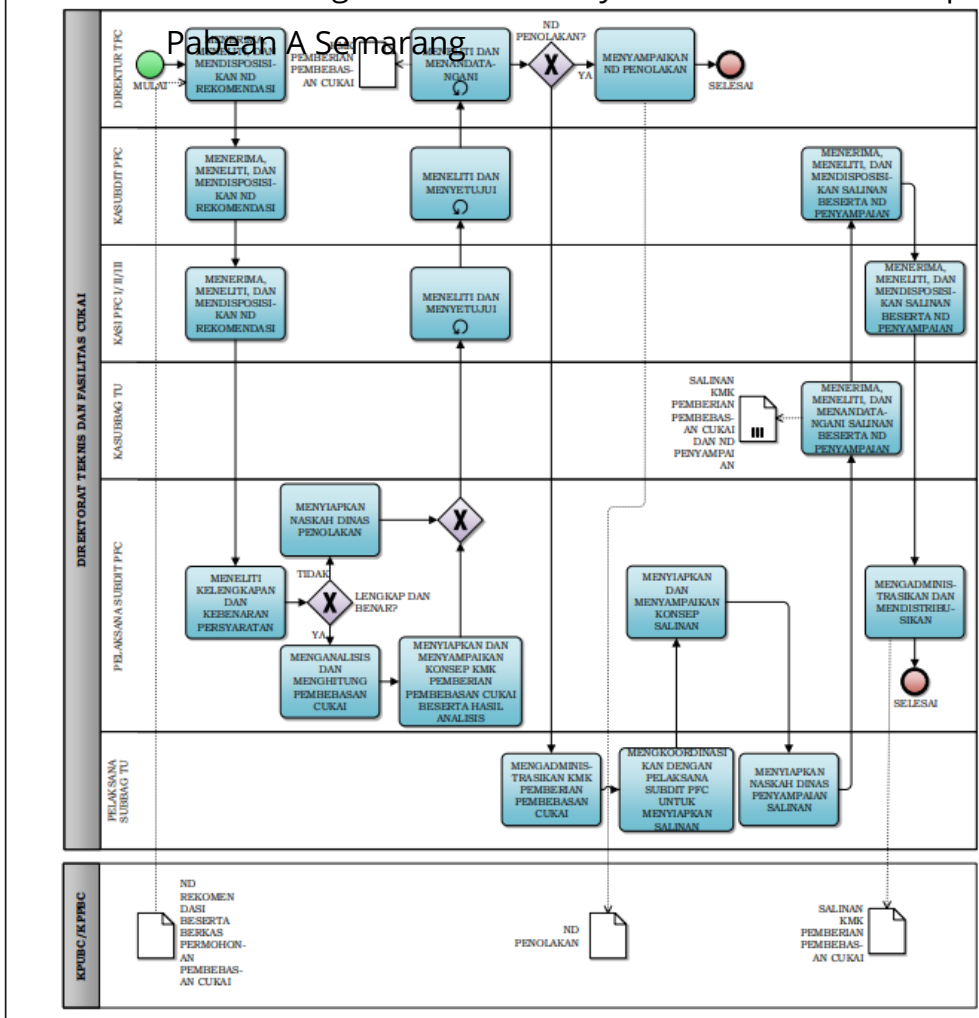 Pabean A Semarang
DIREKTORAT TEKNIS DAN FASILITAS CUKAI
DIREKTUR TFC
MULAI
MENERIMA,
MENELITI, DAN
MENDISPOSISI-
KAN ND
REKOMENDASI
KMK
PEMBERIAN
PEMBEBAS-
AN CUKAI
MENELITI DAN
MENANDATA-
NGANI
ND
PENOLAKAN?
YA
MENYAMPAIKAN
ND PENOLAKAN
SELESAI
KASUBDIT PFC
MENERIMA,
MENELITI, DAN
MENDISPOSISI-
KAN ND
REKOMENDASI
MENELITI DAN
MENYETUJUI
MENERIMA,
MENELITI, DAN
MENDISPOSISI-
KAN SALINAN
BESERTA ND
PENYAMPAIAN
KASI PFC I/II/III
MENERIMA,
MENELITI, DAN
MENDISPOSISI-
KAN ND
REKOMENDASI
MENELITI DAN
MENYETUJUI
MENERIMA,
MENELITI, DAN
MENDISPOSISI-
KAN SALINAN
BESERTA ND
PENYAMPAIAN
KASUBBAG TU
SALINAN
KMK
PEMBERIAN
PEMBEBAS-
AN CUKAI
DAN ND
PENYAMPAI
AN
MENERIMA,
MENELITI, DAN
MENANDATA-
NGANI SALINAN
BESERTA ND
PENYAMPAIAN
PELAKSANA SUBDIT PFC
MENYIAPKAN
NASKAH DINAS
PENOLAKAN
MENELITI
KELENGKAPAN
DAN
KEBENARAN
PERSYARATAN
TIDAK
LENGKAP DAN
BENAR?
YA
MENGANALISIS
DAN
MENGHITUNG
PEMBEBASAN
CUKAI
MENYIAPKAN DAN
MENYAMPAIKAN
KONSEP KMK
PEMBERIAN
PEMBEBASAN CUKAI
BESERTA HASIL
ANALISIS
MENYIAPKAN
DAN
MENYAMPAIKAN
KONSEP
SALINAN
MENGADMINIS-
TRASIKAN DAN
MENDISTRIBU-
SIKAN
SELESAI
PELAKSANA
SUBBAG TU
MENGADMINIS-
TRASIKAN KMK
PEMBERIAN
PEMBEBASAN
CUKAI
MENGKOORDINASI
KAN DENGAN
PELAKSANA
SUBDIT PFC
UNTUK
MENYIAPKAN
SALINAN
MENYIAPKAN
NASKAH DINAS
PENYAMPAIAN
SALINAN
KPUBC/KPPBC
ND
REKOMEN
DASI
BESERTA
BERKAS
PERMOHON-
AN
PEMBEBAS-
AN CUKAI
ND
PENOLAKAN
SALINAN
KMK
PEMBERIAN
PEMBEBAS-
AN CUKAI